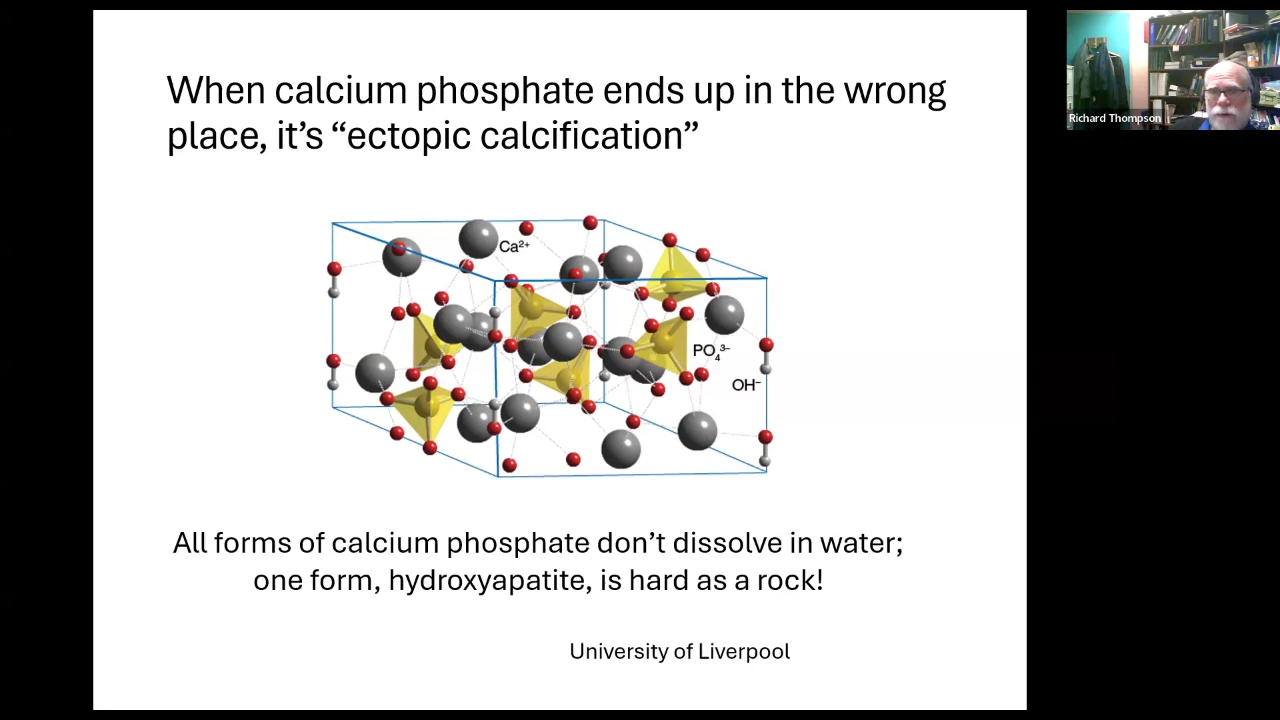 When calcium phosphate ends up in the wrong
place, it’s “ectopic calcification”
Ca²⁺
PO₄³⁻
OH⁻
All forms of calcium phosphate don’t dissolve in water;
one form, hydroxyapatite, is hard as a rock!
University of Liverpool
Richard Thompson